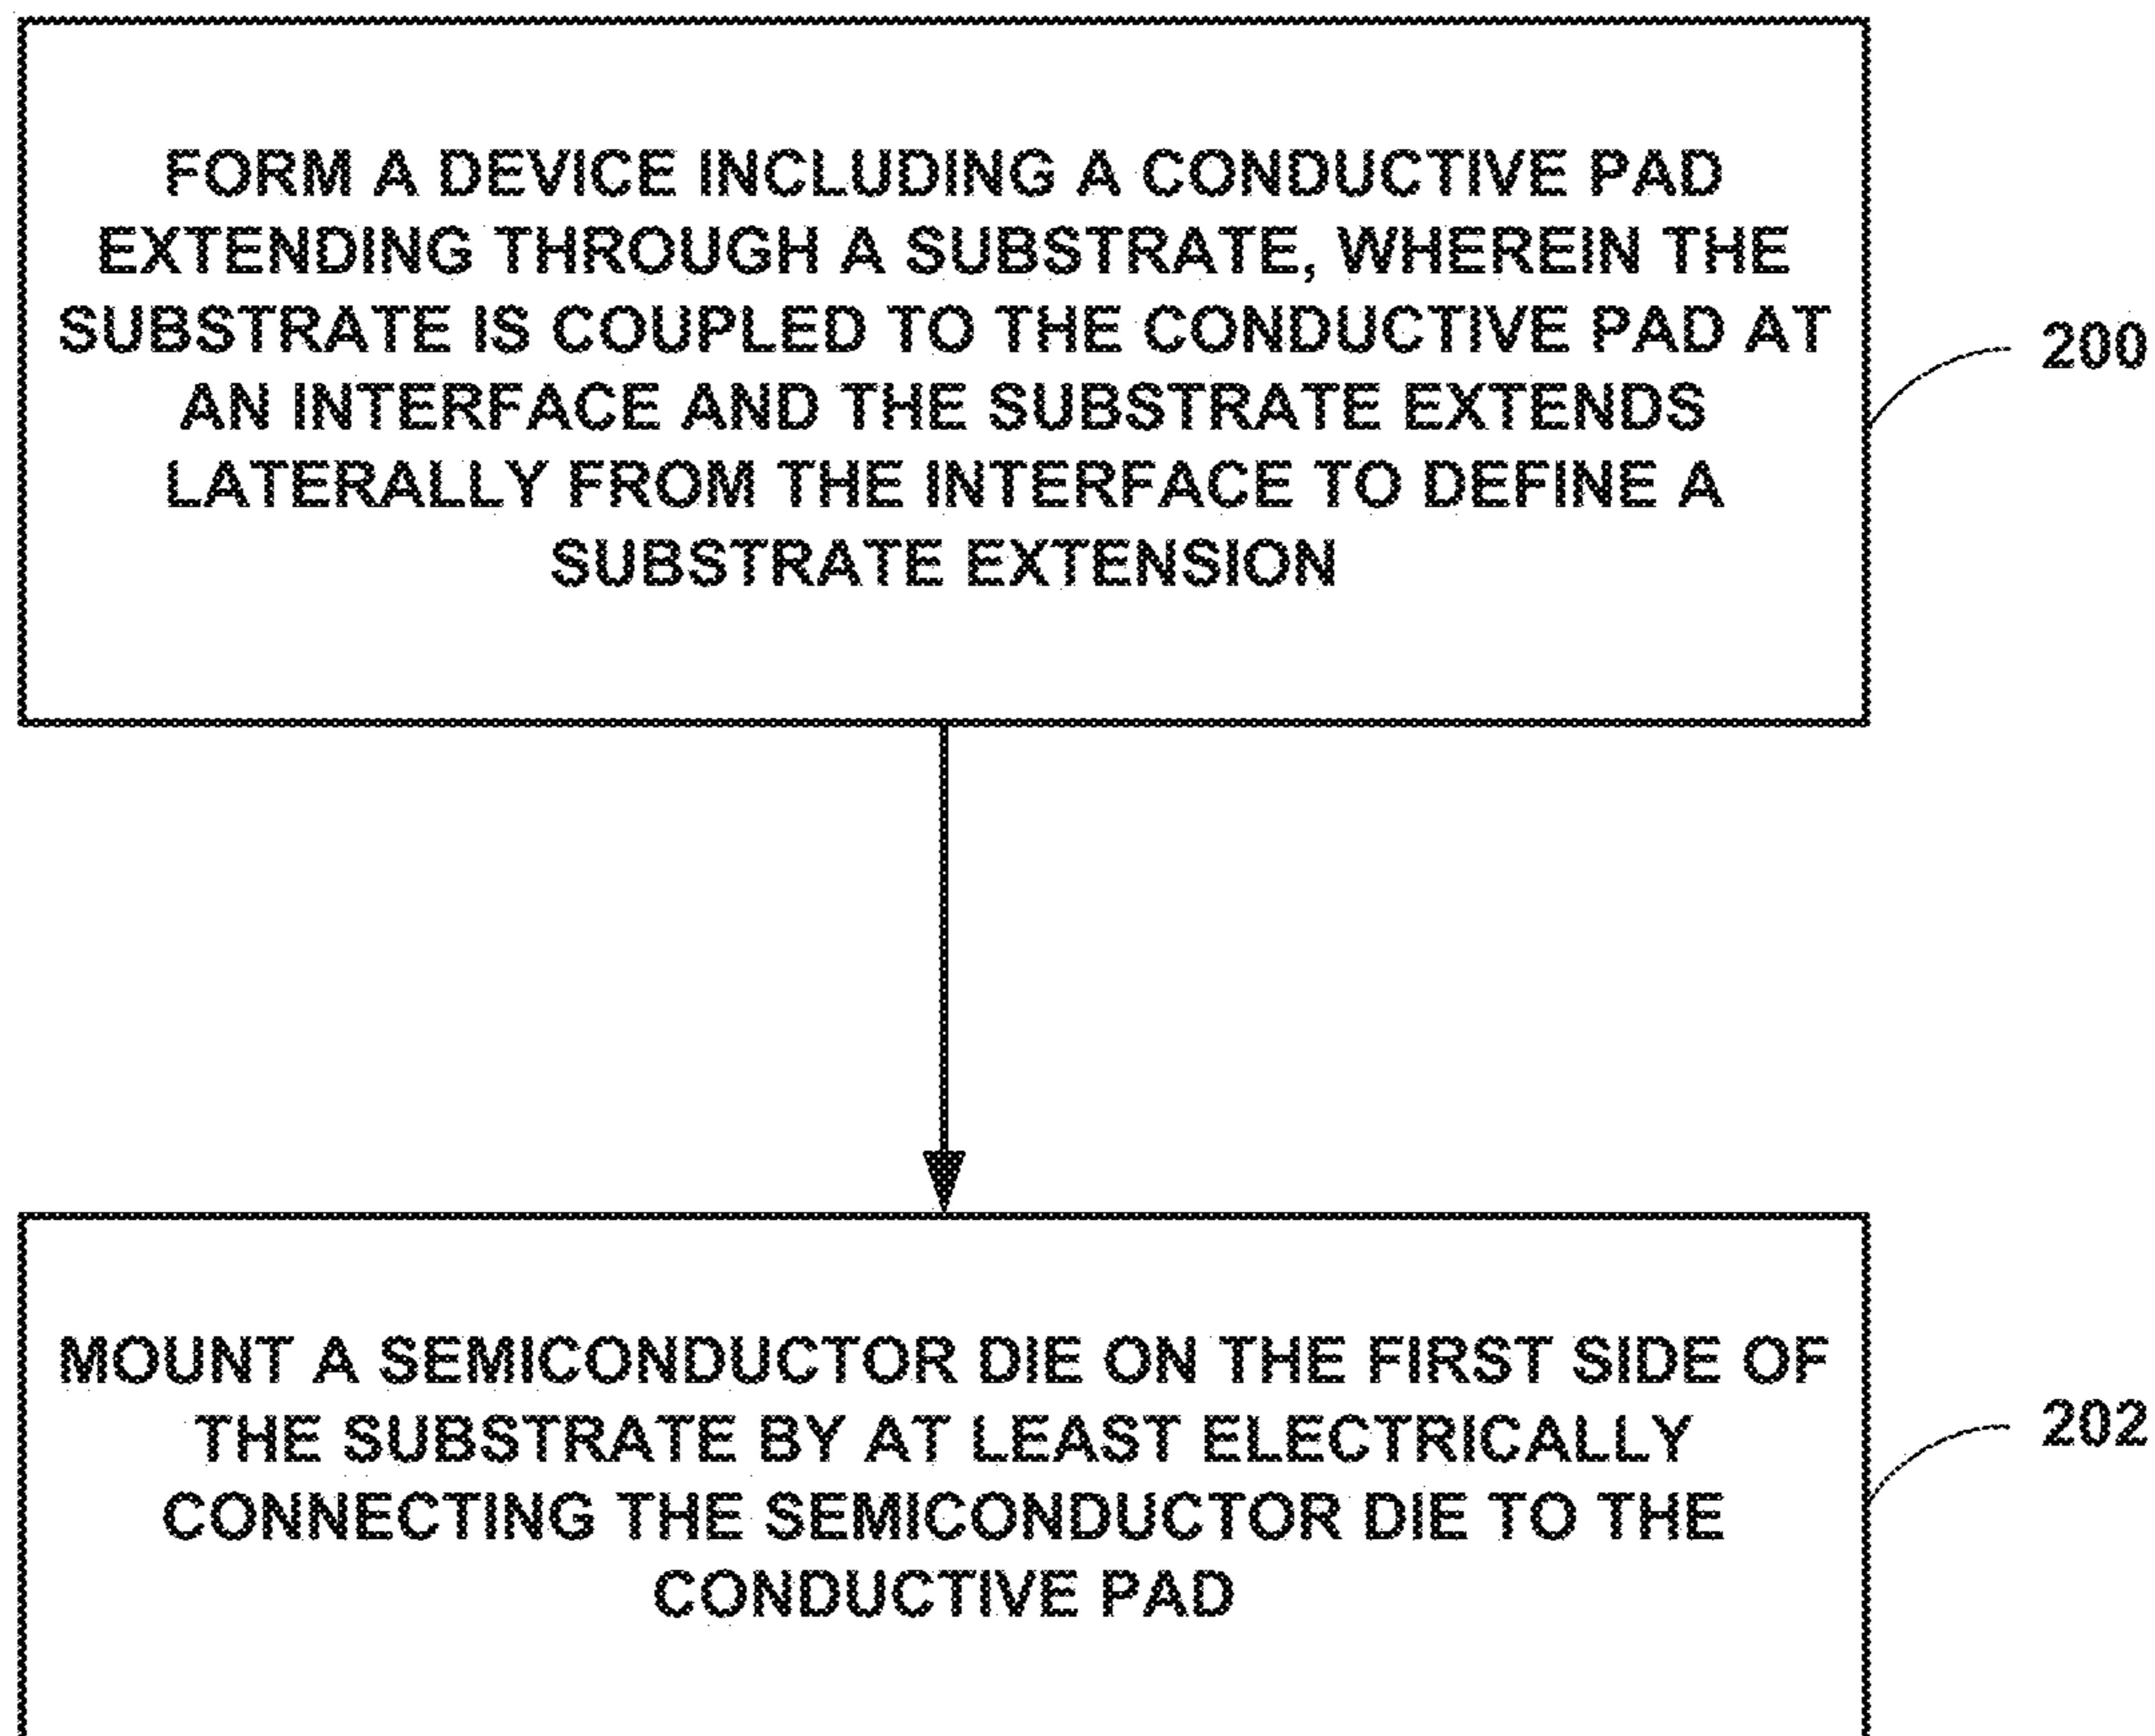 FORM A DEVICE INCLUDING A CONDUCTIVE PAD
EXTENDING THROUGH A SUBSTRATE, WHEREIN THE
SUBSTRATE IS COUPLED TO THE CONDUCTIVE PAD AT
AN INTERFACE AND THE SUBSTRATE EXTENDS
LATERALLY FROM THE INTERFACE TO DEFINE A
SUBSTRATE EXTENSION
200
MOUNT A SEMICONDUCTOR DIE ON THE FIRST SIDE OF
THE SUBSTRATE BY AT LEAST ELECTRICALLY
CONNECTING THE SEMICONDUCTOR DIE TO THE
CONDUCTIVE PAD
202